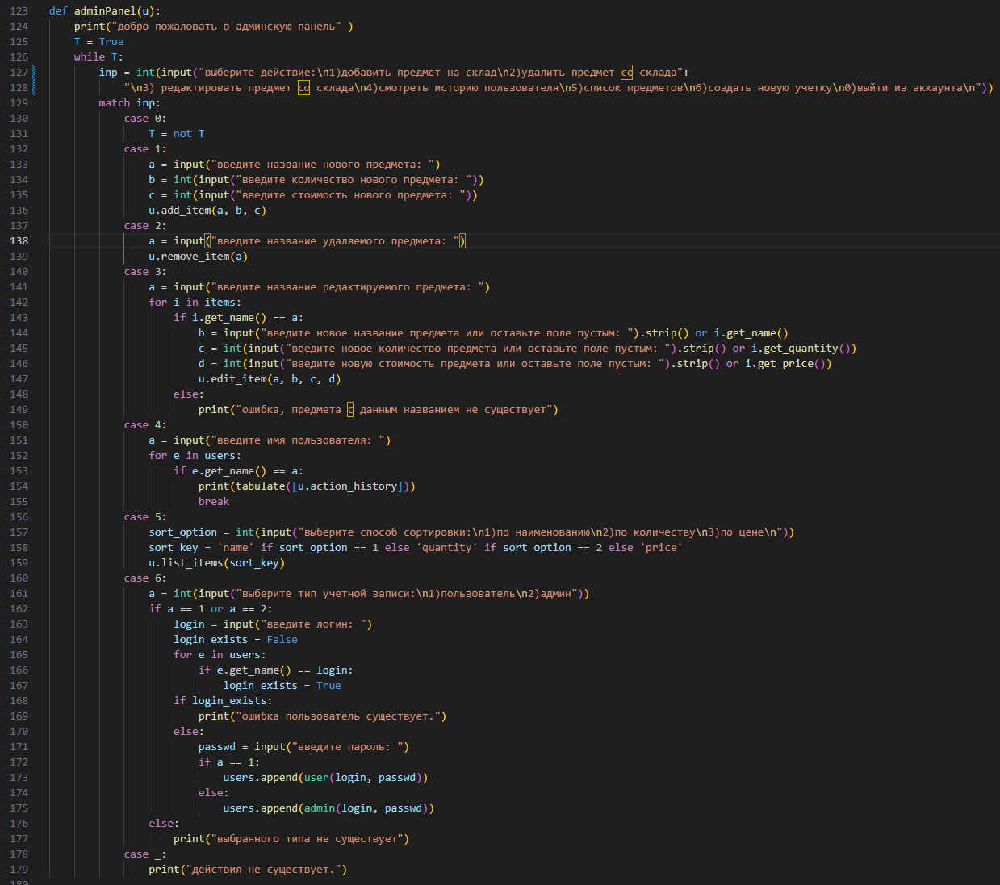 123 def adminPanel(u):
124     print("добро пожаловать в админскую панель" )
125     T = True
126     while T:
127         inp = int(input("выберите действие:\n1)добавить предмет на склад\n2)удалить предмет со склада"+
128             "\n3) редактировать предмет со склада\n4)смотреть историю пользователя\n5)список предметов\n6)создать новую учетку\n0)выйти из аккаунта\n"))
129         match inp:
130             case 0:
131                 T = not T
132             case 1:
133                 a = input("введите название нового предмета: ")
134                 b = int(input("введите количество нового предмета: "))
135                 c = int(input("введите стоимость нового предмета: "))
136                 u.add_item(a, b, c)
137             case 2:
138                 a = input("введите название удаляемого предмета: ")
139                 u.remove_item(a)
140             case 3:
141                 a = input("введите название редактируемого предмета: ")
142                 for i in items:
143                     if i.get_name() == a:
144                         b = input("введите новое название предмета или оставьте поле пустым: ").strip() or i.get_name()
145                         c = int(input("введите новое количество предмета или оставьте поле пустым: ").strip() or i.get_quantity())
146                         d = int(input("введите новую стоимость предмета или оставьте поле пустым: ").strip() or i.get_price())
147                         u.edit_item(a, b, c, d)
148                     else:
149                         print("ошибка, предмета с данным названием не существует")
150             case 4:
151                 a = input("введите имя пользователя: ")
152                 for e in users:
153                     if e.get_name() == a:
154                         print(tabulate([u.action_history]))
155                         break
156             case 5:
157                 sort_option = int(input("выберите способ сортировки:\n1)по наименованию\n2)по количеству\n3)по цене\n"))
158                 sort_key = 'name' if sort_option == 1 else 'quantity' if sort_option == 2 else 'price'
159                 u.list_items(sort_key)
160             case 6:
161                 a = int(input("выберите тип учетной записи:\n1)пользователь\n2)админ"))
162                 if a == 1 or a == 2:
163                     login = input("введите логин: ")
164                     login_exists = False
165                     for e in users:
166                         if e.get_name() == login:
167                             login_exists = True
168                     if login_exists:
169                         print("ошибка пользователь существует.")
170                     else:
171                         passwd = input("введите пароль: ")
172                         if a == 1:
173                             users.append(user(login, passwd))
174                         else:
175                             users.append(admin(login, passwd))
176                 else:
177                     print("выбранного типа не существует")
178             case _:
179                 print("действия не существует.")
180